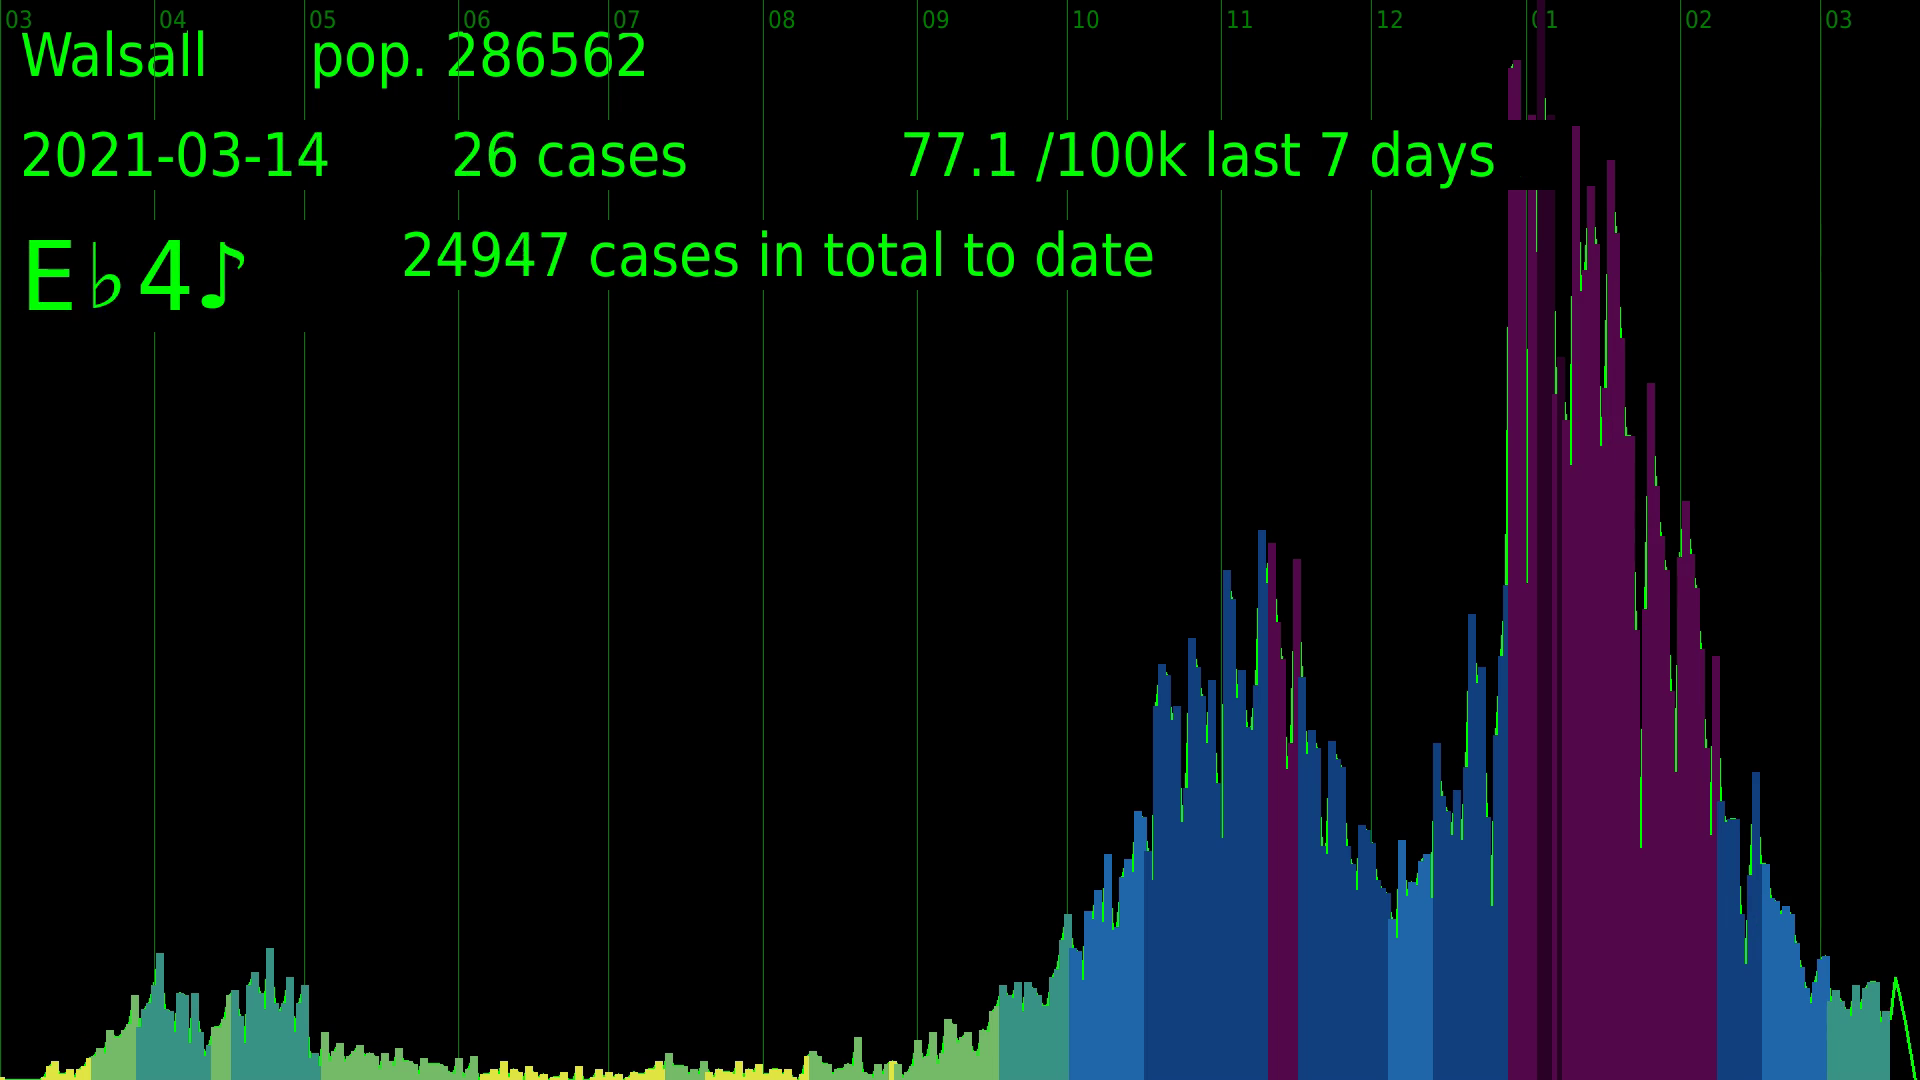 03 04 05 06 07 08 09 10 11 12 01 02 03
Walsall pop. 286562
2021-03-14 26 cases 77.1 /100k last 7 days
E♭4♪ 24947 cases in total to date